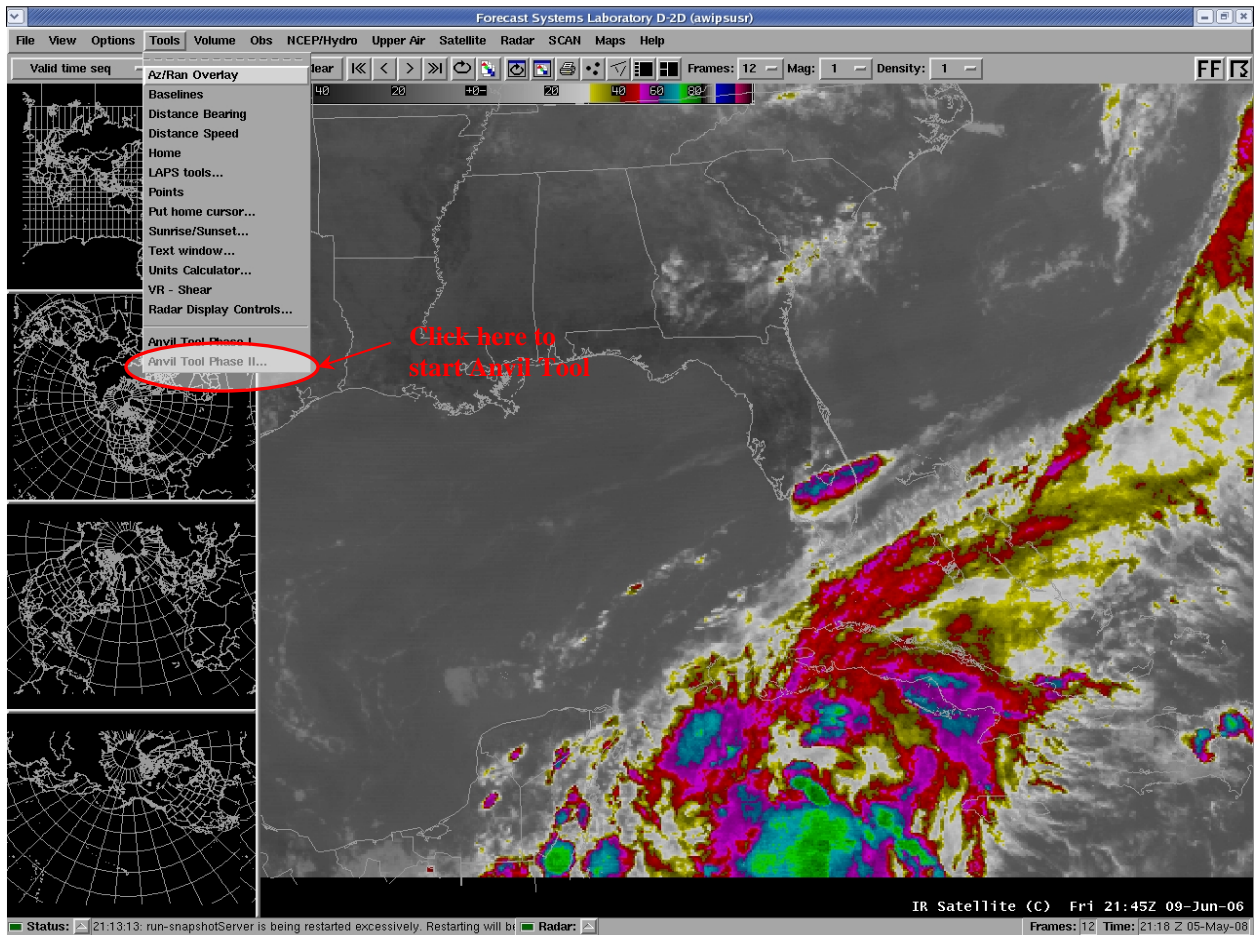 Forecast Systems Laboratory D-2D (awipsusr)
File View Options Tools Volume Obs NCEP/Hydro Upper Air Satellite Radar SCAN Maps Help
Valid time seq lear Frames: 12 Mag: 1 Density: 1 FF
40 20 +0- 20 40 60 80
Az/Ran Overlay
Baselines
Distance Bearing
Distance Speed
Home
LAPS tools...
Points
Put home cursor...
Sunrise/Sunset...
Text window...
Units Calculator...
VR - Shear
Radar Display Controls...
Anvil Tool Phase I
Anvil Tool Phase II...
Click here to
start Anvil Tool
IR Satellite (C) Fri 21:45Z 09-Jun-06
Status: 21:13:13: run-snapshotServer is being restarted excessively. Restarting will be Radar: Frames: 12 Time: 21:18 Z 05-May-08